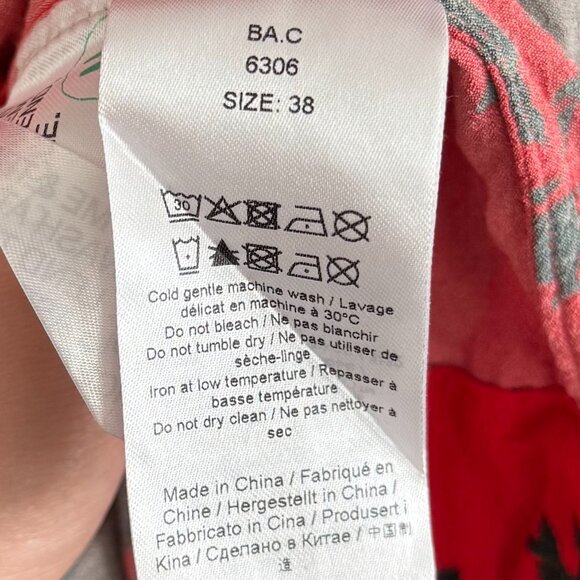 BA.C
6306
SIZE: 38
30
Cold gentle machine wash / Lavage
délicat en machine à 30°C
Do not bleach / Ne pas blanchir
Do not tumble dry / Ne pas utiliser de
sèche-linge
Iron at low temperature / Repasser à
basse température
Do not dry clean / Ne pas nettoyer à
sec
Made in China / Fabriqué en
Chine / Hergestellt in China /
Fabbricato in Cina / Produsert i
Kina / Сделано в Китае / 中国制
造